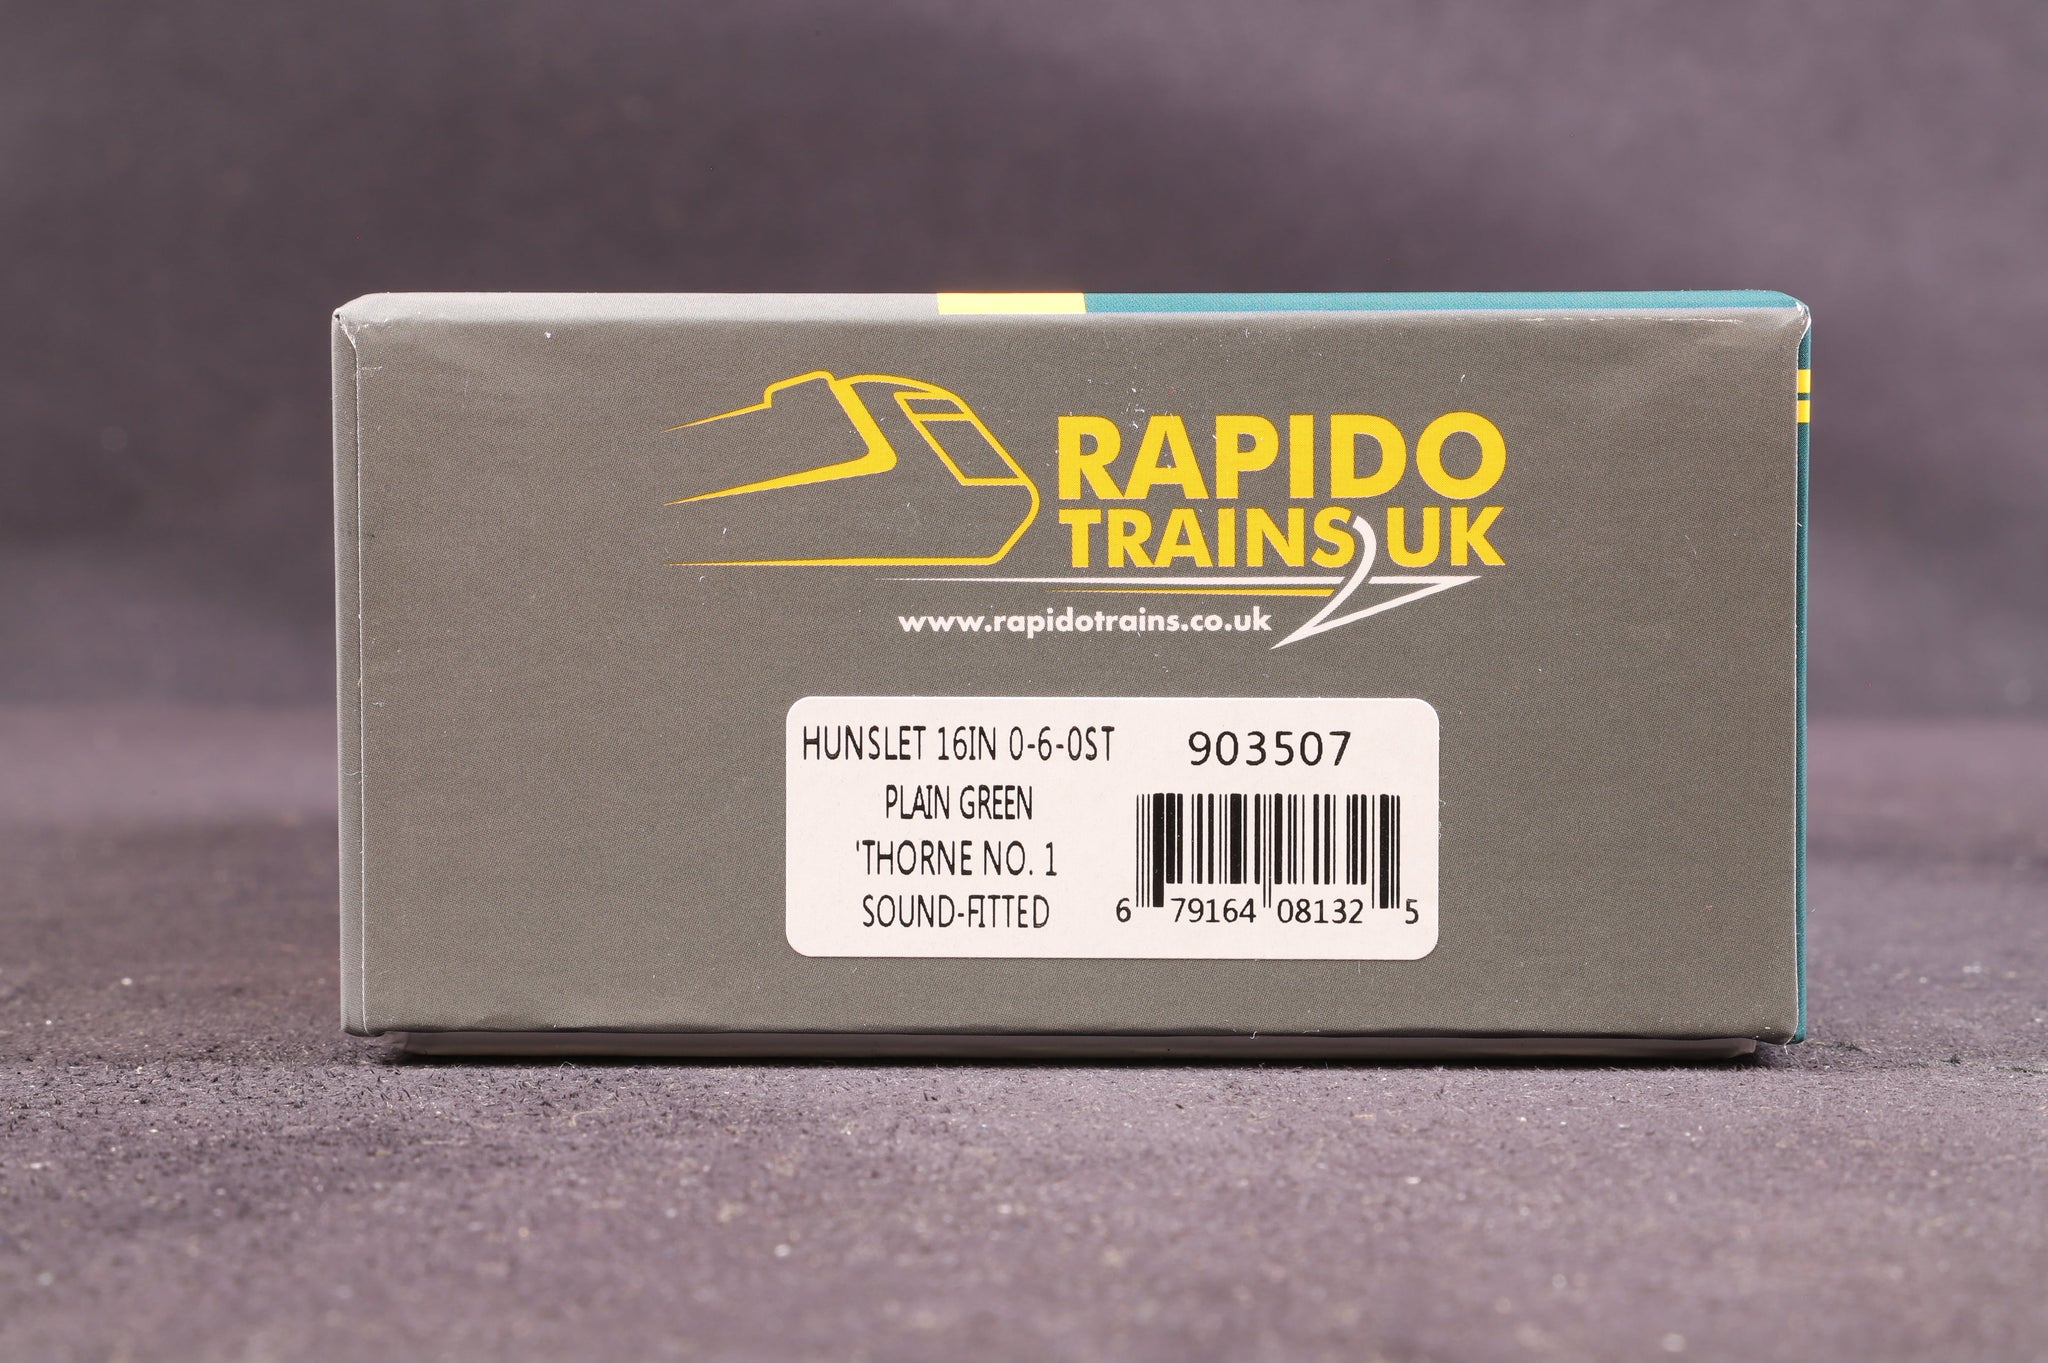 RAPIDO
TRAINS UK
www.rapidotrains.co.uk
HUNSLET 16IN 0-6-0ST
PLAIN GREEN
'THORNE NO. 1
SOUND-FITTED
903507
6 79164 08132 5